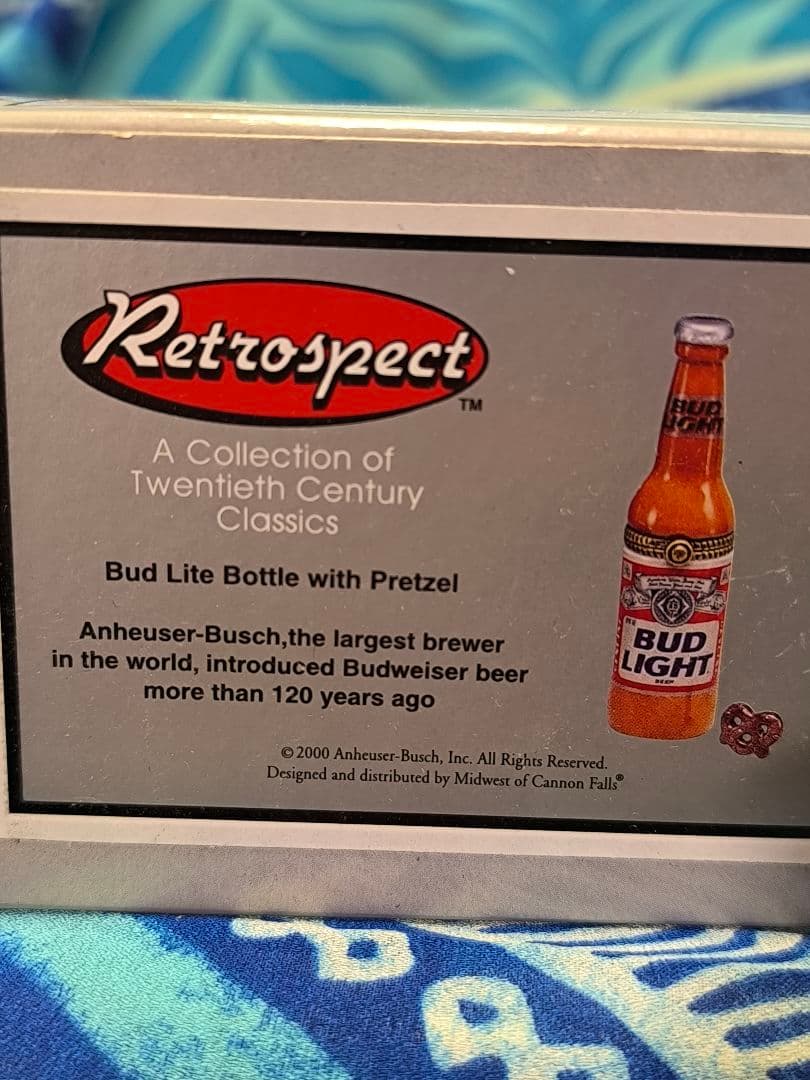 Retrospect
TM
A Collection of
Twentieth Century
Classics
Bud Lite Bottle with Pretzel
Anheuser-Busch,the largest brewer
in the world, introduced Budweiser beer
more than 120 years ago
©2000 Anheuser-Busch, Inc. All Rights Reserved.
Designed and distributed by Midwest of Cannon Falls®
BUD
LIGHT
BUD
LIGHT